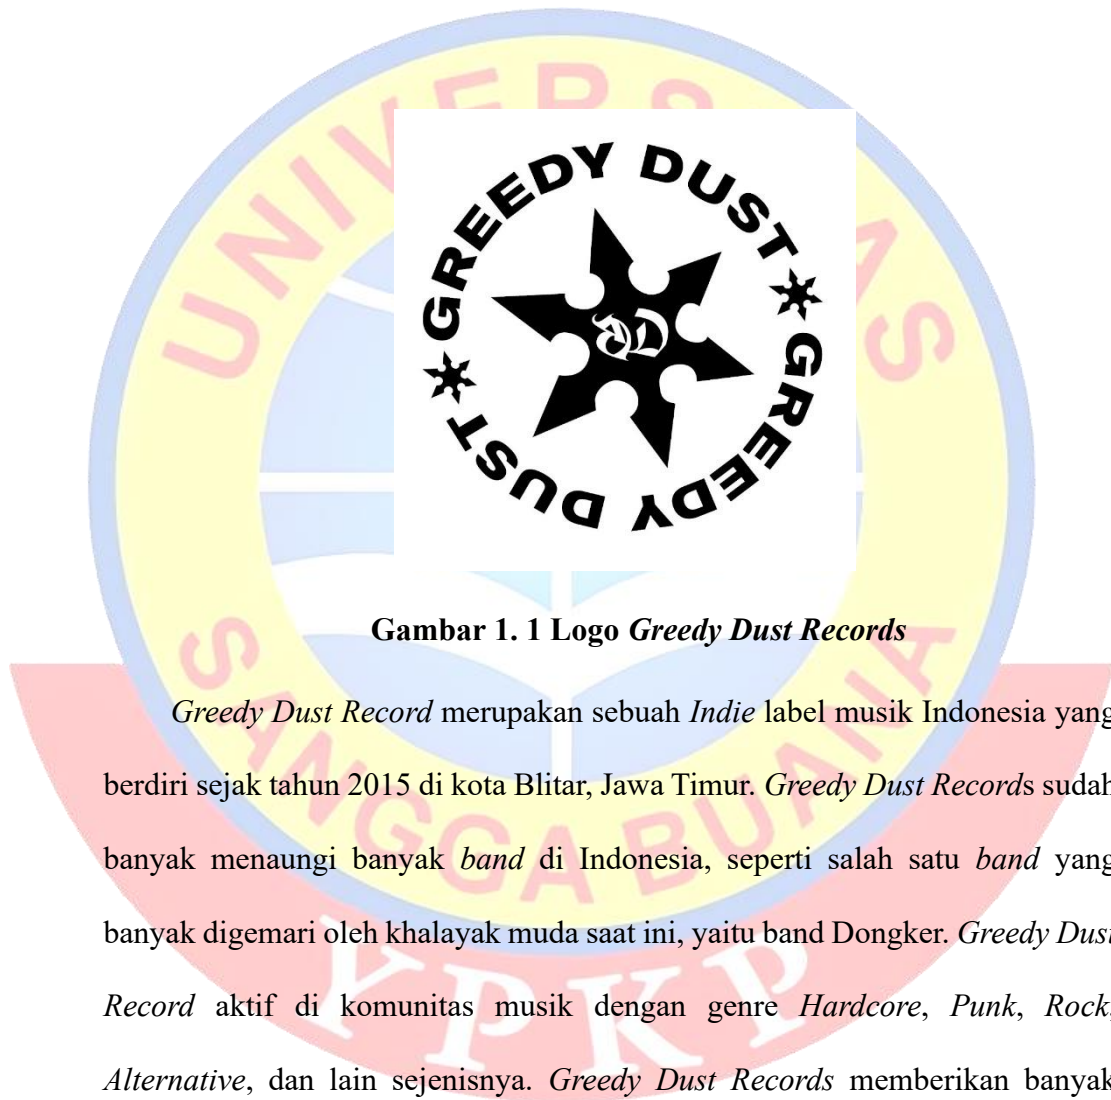 UNIVERSITAS
GREEDY DUST
GREEDY DUST
Gambar 1. 1 Logo Greedy Dust Records
Greedy Dust Record merupakan sebuah Indie label musik Indonesia yang
berdiri sejak tahun 2015 di kota Blitar, Jawa Timur. Greedy Dust Records sudah
banyak menaungi banyak band di Indonesia, seperti salah satu band yang
banyak digemari oleh khalayak muda saat ini, yaitu band Dongker. Greedy Dust
Record aktif di komunitas musik dengan genre Hardcore, Punk, Rock,
Alternative, dan lain sejenisnya. Greedy Dust Records memberikan banyak
SANGGA BUANA
YPKP